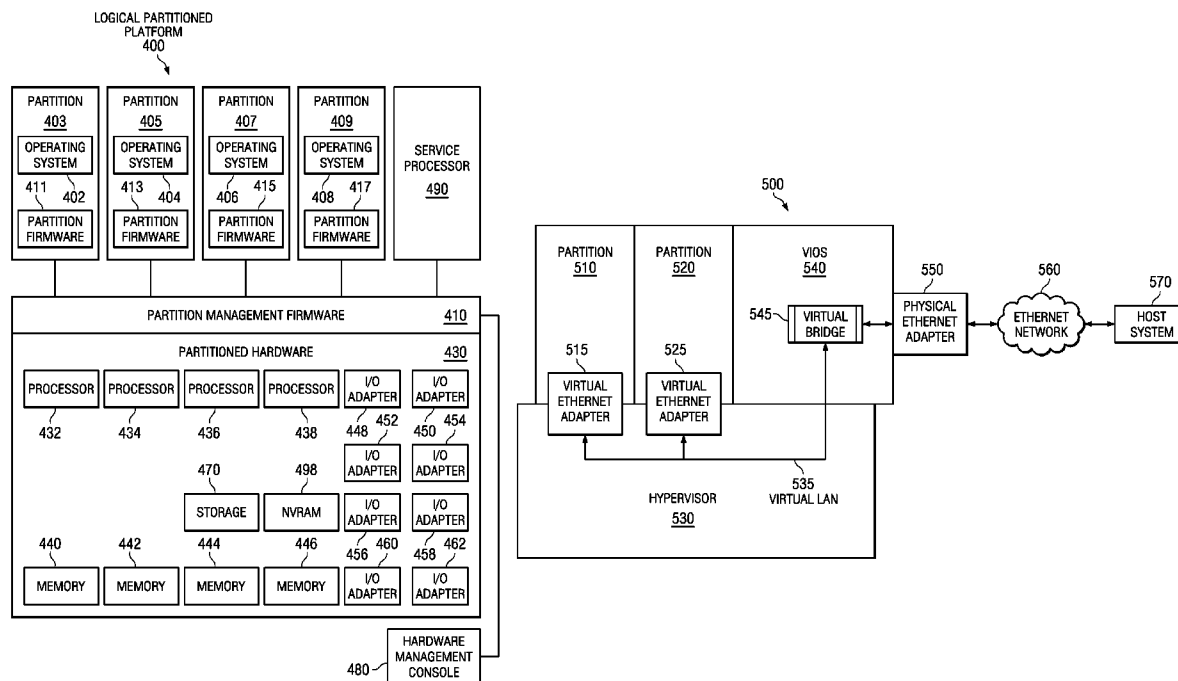 LOGICAL PARTITIONED
PLATFORM
400
PARTITION
403
OPERATING
SYSTEM
411
402
PARTITION
FIRMWARE
PARTITION
405
OPERATING
SYSTEM
413
404
PARTITION
FIRMWARE
PARTITION
407
OPERATING
SYSTEM
415
406
PARTITION
FIRMWARE
PARTITION
409
OPERATING
SYSTEM
417
408
PARTITION
FIRMWARE
SERVICE
PROCESSOR
490
PARTITION MANAGEMENT FIRMWARE
410
PARTITIONED HARDWARE
430
PROCESSOR
PROCESSOR
PROCESSOR
PROCESSOR
I/O
ADAPTER
I/O
ADAPTER
432
434
436
438
448
452
450
454
I/O
ADAPTER
I/O
ADAPTER
470
498
STORAGE
NVRAM
I/O
ADAPTER
I/O
ADAPTER
440
442
444
446
456
460
458
462
MEMORY
MEMORY
MEMORY
MEMORY
I/O
ADAPTER
I/O
ADAPTER
480
HARDWARE
MANAGEMENT
CONSOLE
500
PARTITION
510
PARTITION
520
VIOS
540
545
VIRTUAL
BRIDGE
550
PHYSICAL
ETHERNET
ADAPTER
560
ETHERNET
NETWORK
570
HOST
SYSTEM
515
VIRTUAL
ETHERNET
ADAPTER
525
VIRTUAL
ETHERNET
ADAPTER
535
VIRTUAL LAN
HYPERVISOR
530